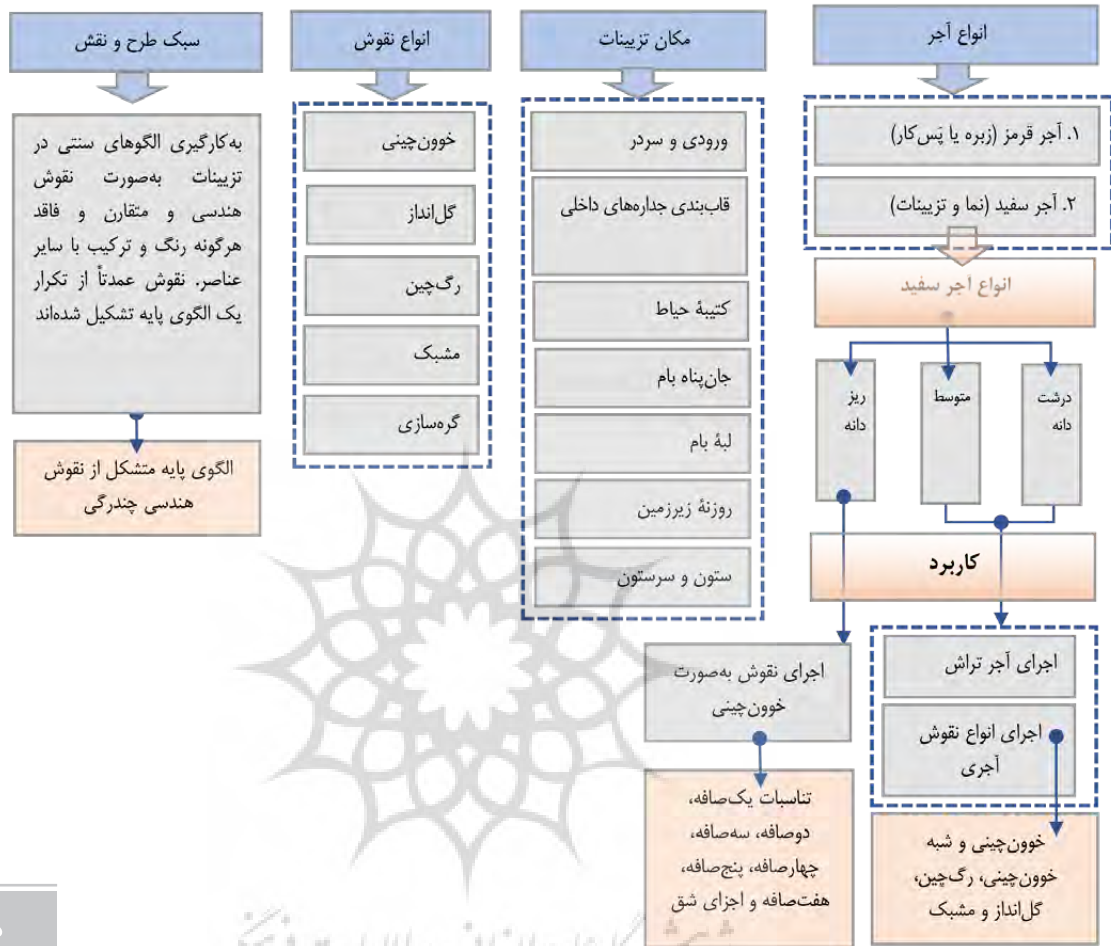 انواع آجر
۱. آجر قرمز (زبره یا پَس‌کار)
۲. آجر سفید (نما و تزیینات)
انواع آجر سفید
درشت
دانه
متوسط
ریز
دانه
کاربرد
اجرای آجر تراش
اجرای انواع نقوش
آجری
خوون‌چینی و شبه
خوون‌چینی، رگ‌چین،
گل‌انداز و مشبک
اجرای نقوش به‌صورت
خوون‌چینی
تناسبات یک‌صافه،
دوصافه، سه‌صافه،
چهارصافه، پنج‌صافه،
هفت‌صافه و اجزای شق
مکان تزیینات
ورودی و سردر
قاب‌بندی جداره‌های داخلی
کتیبهٔ حیاط
جان‌پناه بام
لبهٔ بام
روزنهٔ زیرزمین
ستون و سرستون
انواع نقوش
خوون‌چینی
گل‌انداز
رگ‌چین
مشبک
گره‌سازی
سبک طرح و نقش
به‌کارگیری الگوهای سنتی در
تزیینات به‌صورت نقوش
هندسی و متقارن و فاقد
هرگونه رنگ و ترکیب با سایر
عناصر. نقوش عمدتاً از تکرار
یک الگوی پایه تشکیل شده‌اند
الگوی پایه متشکل از نقوش
هندسی چندرگی